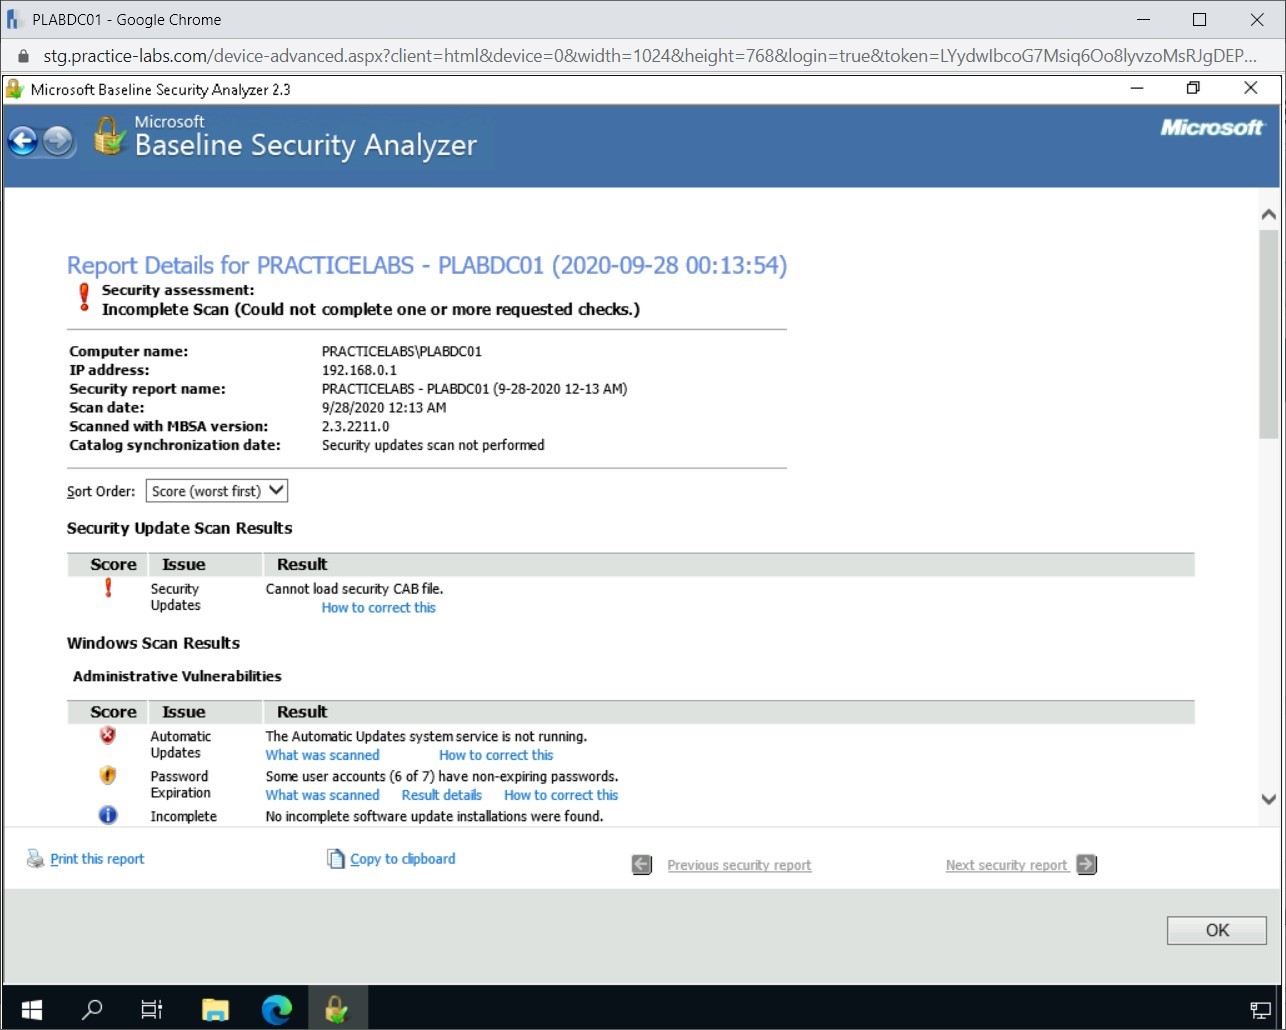 PLABDC01 - Google Chrome
stg.practice-labs.com/device-advanced.aspx?client=html&device=0&width=1024&height=768&login=true&token=LYydwIbcoG7Msiq6Oo8lyvzoMsRJgDEP...
Microsoft Baseline Security Analyzer 2.3
Microsoft
Baseline Security Analyzer
Microsoft
Report Details for PRACTICELABS - PLABDC01 (2020-09-28 00:13:54)
Security assessment:
Incomplete Scan (Could not complete one or more requested checks.)
Computer name: PRACTICELABS\PLABDC01
IP address: 192.168.0.1
Security report name: PRACTICELABS - PLABDC01 (9-28-2020 12-13 AM)
Scan date: 9/28/2020 12:13 AM
Scanned with MBSA version: 2.3.2211.0
Catalog synchronization date: Security updates scan not performed
Sort Order: Score (worst first)
Security Update Scan Results
Score Issue Result
Security Updates Cannot load security CAB file.
How to correct this
Windows Scan Results
Administrative Vulnerabilities
Score Issue Result
Automatic Updates The Automatic Updates system service is not running.
What was scanned How to correct this
Password Expiration Some user accounts (6 of 7) have non-expiring passwords.
What was scanned Result details How to correct this
Incomplete No incomplete software update installations were found.
Print this report Copy to clipboard Previous security report Next security report
OK